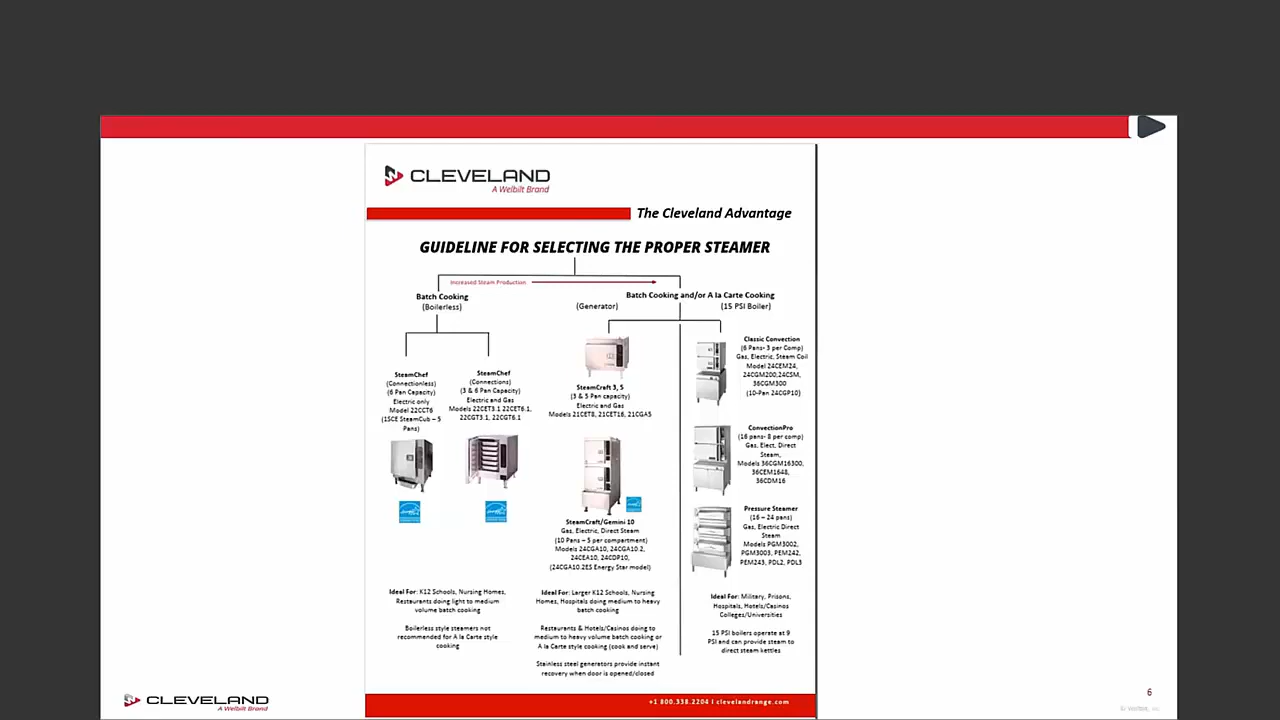 CLEVELAND
A Welbilt Brand
The Cleveland Advantage
GUIDELINE FOR SELECTING THE PROPER STEAMER
Increased Steam Production
Batch Cooking
(Boilerless)
Batch Cooking and/or A la Carte Cooking
(Generator)
(15 PSI Boiler)
SteamChef
(Connectionless)
(6 Pan Capacity)
Electric only
Model 22CCT6
(1SCE SteamCub – 5
Pans)
SteamChef
(Connections)
(3 & 6 Pan Capacity)
Electric and Gas
Models 22CET3.1 22CET6.1,
22CGT3.1, 22CGT6.1
SteamCraft 3, 5
(3 & 5 Pan capacity)
Electric and Gas
Models 21CET8, 21CET16, 21CGA5
SteamCraft/Gemini 10
Gas, Electric, Direct Steam
(10 Pans – 5 per compartment)
Models 24CGA10, 24CGA10.2,
24CEA10, 24CDP10,
(24CGA10.2ES Energy Star model)
Classic Convection
(6 Pans- 3 per Comp)
Gas, Electric, Steam Coil
Model 24CEM24,
24CGM200,24CSM,
36CGM300
(10-Pan 24CGP10)
ConvectionPro
(16 pans- 8 per comp)
Gas, Elect, Direct
Steam,
Models 36CGM16300,
36CEM1648,
36CDM16
Pressure Steamer
(16 – 24 pans)
Gas, Electric Direct
Steam
Models PGM3002,
PGM3003, PEM242,
PEM243, PDL2, PDL3
Ideal For: K12 Schools, Nursing Homes,
Restaurants doing light to medium
volume batch cooking
Boilerless style steamers not
recommended for A la Carte style
cooking
Ideal For: Larger K12 Schools, Nursing
Homes, Hospitals doing medium to heavy
batch cooking
Restaurants & Hotels/Casinos doing to
medium to heavy volume batch cooking or
A la Carte style cooking (cook and serve)
Stainless steel generators provide instant
recovery when door is opened/closed
Ideal For: Military, Prisons,
Hospitals, Hotels/Casinos
Colleges/Universities
15 PSI boilers operate at 9
PSI and can provide steam to
direct steam kettles
+1 800.338.2204 I clevelandrange.com
CLEVELAND
A Welbilt Brand
6